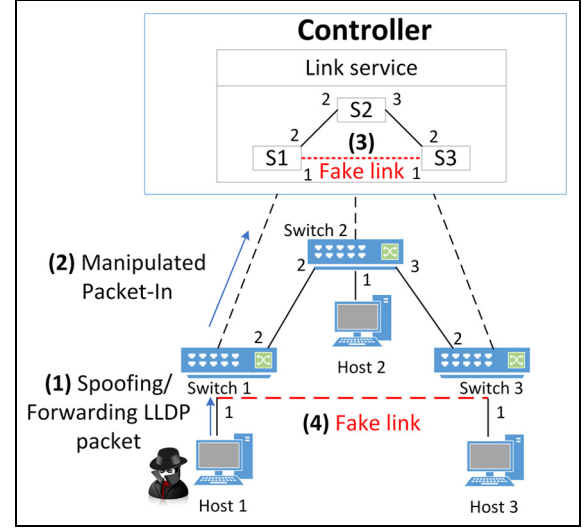 Controller
Link service
2 S2 3
2 (3) 2
S1 S3
Fake link
1 1
Switch 2
(2) Manipulated
Packet-In
2 1 3
2 2
Host 2
(1) Spoofing/
Forwarding LLDP
packet
Switch 1 Switch 3
1 (4) Fake link 1
Host 1 Host 3